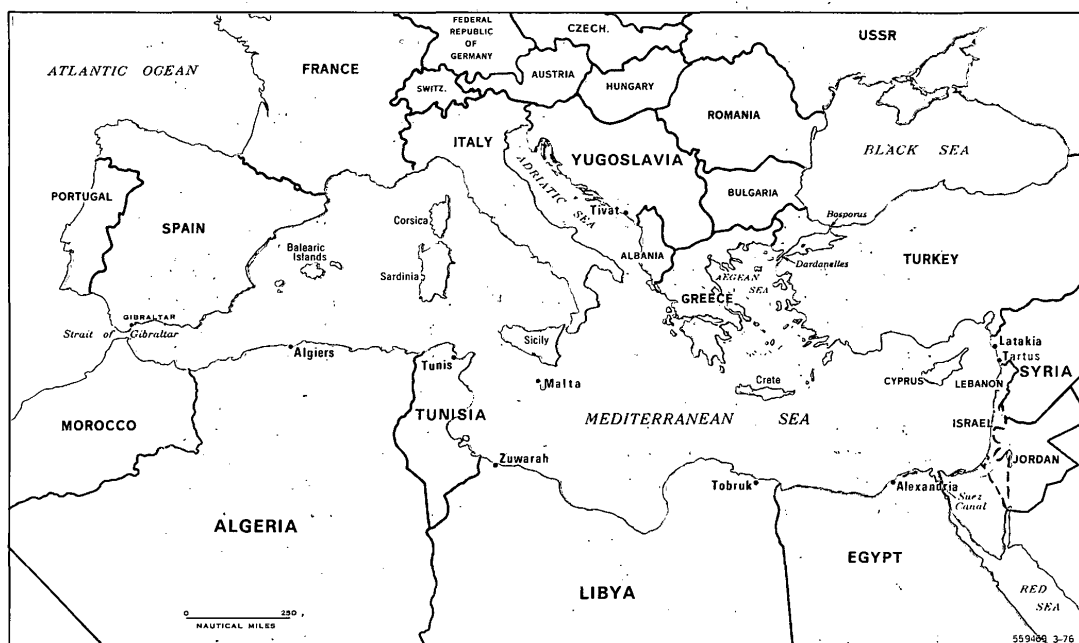 FEDERAL
REPUBLIC
OF
GERMANY
CZECH.
USSR
ATLANTIC OCEAN
FRANCE
SWITZ.
AUSTRIA
HUNGARY
ROMANIA
ITALY
YUGOSLAVIA
BLACK SEA
ADRIATIC SEA
BULGARIA
PORTUGAL
SPAIN
Corsica
Tivat
Bosporus
ALBANIA
Balearic
Islands
Sardinia
Dardanelles
AEGEAN
SEA
TURKEY
GREECE
GIBRALTAR
Strait of Gibraltar
Algiers
Sicily
Tunis
Latakia
Tartus
SYRIA
CYPRUS
LEBANON
Crete
Malta
TUNISIA
MEDITERRANEAN SEA
MOROCCO
ISRAEL
JORDAN
Zuwarah
Tobruk
Alexandria
Suez
Canal
ALGERIA
EGYPT
LIBYA
RED
SEA
0 250
NAUTICAL MILES
559469 3-76